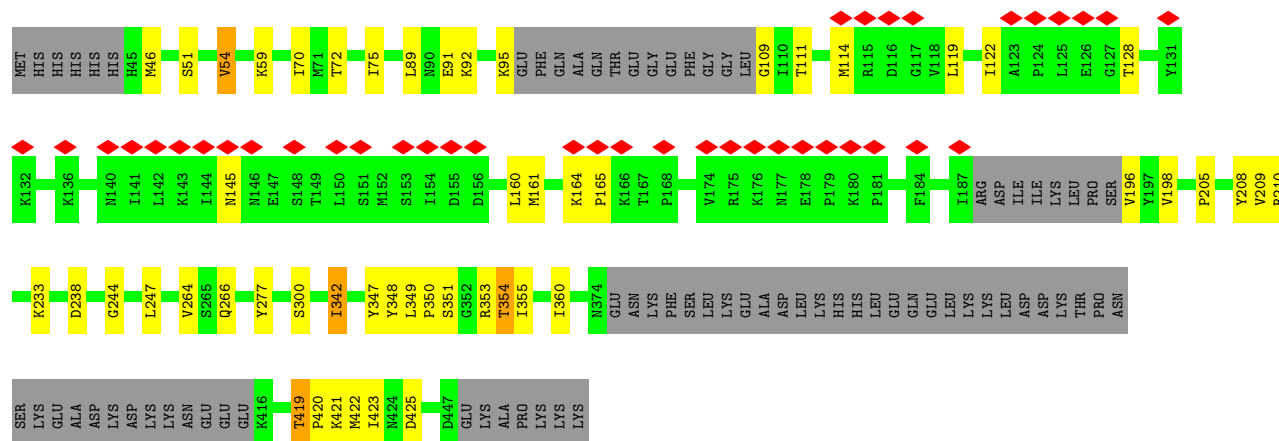 MET HIS HIS HIS HIS HIS H45 M46 S51 V54 K59 I70 M71 T72 I75 L89 N90 E91 K92 K95 GLU PHE GLN ALA GLN THR GLU GLY GLU PHE GLY GLY LEU G109 I110 T111 M114 R115 D116 G117 V118 L119 I122 A123 P124 L125 E126 G127 T128 Y131
K132 K136 N140 I141 L142 K143 I144 N145 N146 E147 S148 T149 L150 S151 M152 S153 I154 D155 D156 L160 M161 K164 P165 K166 T167 P168 V174 R175 K176 N177 E178 P179 K180 P181 F184 I187 ARG ASP ILE ILE LYS LEU PRO SER V196 Y197 V198 P205 Y208 V209
K233 D238 G244 L247 V264 S265 Q266 Y277 S300 I342 Y347 Y348 L349 P350 S351 G352 R353 T354 I355 I360 N374 GLU ASN LYS PHE SER LEU LYS GLU ALA ASP LEU LYS HIS HIS LEU GLU GLN GLU LEU LYS LYS LEU ASP ASP LYS THR PRO ASN
SER LYS GLU ALA ASP LYS ASP LYS LYS ASN GLU GLU GLU K416 T419 P420 K421 M422 I423 N424 D425 D447 GLU LYS ALA PRO LYS LYS LYS